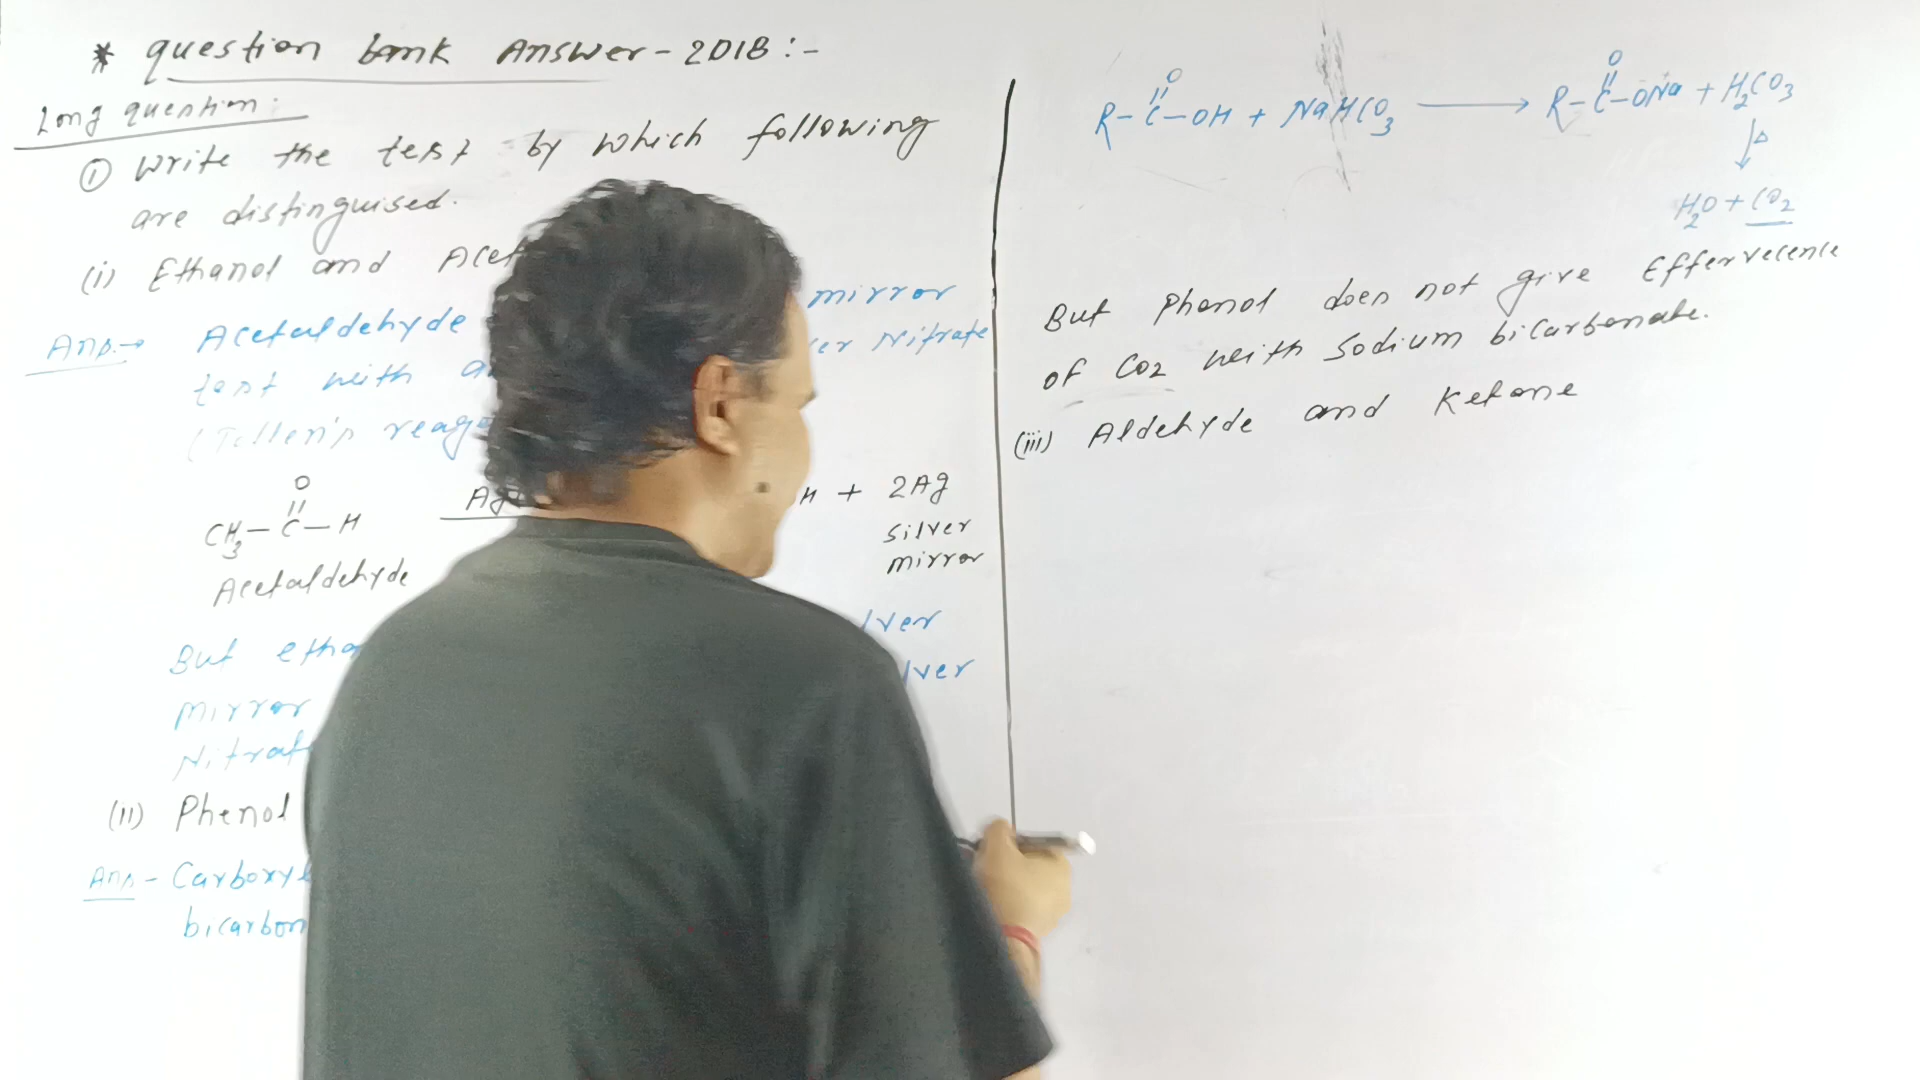 * Question bank Answer-2018:-
Long question:
① Write the test by which following
are distinguised.
(i) Ethanol and Acet
Ans.→ Acetaldehyde mirror
test with er Nitrate
(Tollen's reage
O
CH3-C-H Ag H + 2Ag
silver
Acetaldehyde mirror
But etha lver
mirror lver
Nitrat
(ii) Phenol
Ans - Carboxyl
bicarbon
O O
R-C-OH + NaHCO3 → R-C-ONa + H2CO3
Δ
H2O + CO2
But Phenol does not give Effervecence
of CO2 with sodium bicarbonate.
(iii) Aldehyde and Ketone